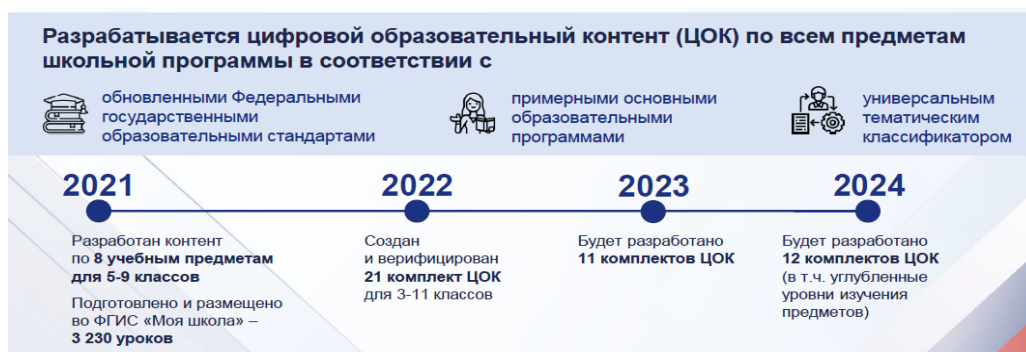 Разрабатывается цифровой образовательный контент (ЦОК) по всем предметам
школьной программы в соответствии с
обновленными Федеральными
государственными
образовательными стандартами
примерными основными
образовательными
программами
универсальным
тематическим
классификатором
2021
Разработан контент
по 8 учебным предметам
для 5-9 классов
Подготовлено и размещено
во ФГИС «Моя школа» –
3 230 уроков
2022
Создан
и верифицирован
21 комплект ЦОК
для 3-11 классов
2023
Будет разработано
11 комплектов ЦОК
2024
Будет разработано
12 комплектов ЦОК
(в т.ч. углубленные
уровни изучения
предметов)